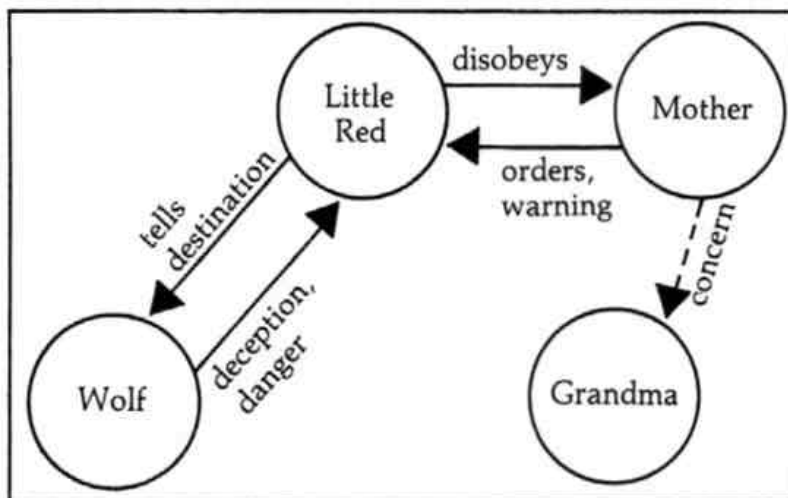 Little
Red
disobeys
Mother
orders,
warning
tells
destination
deception,
danger
concern
Wolf
Grandma